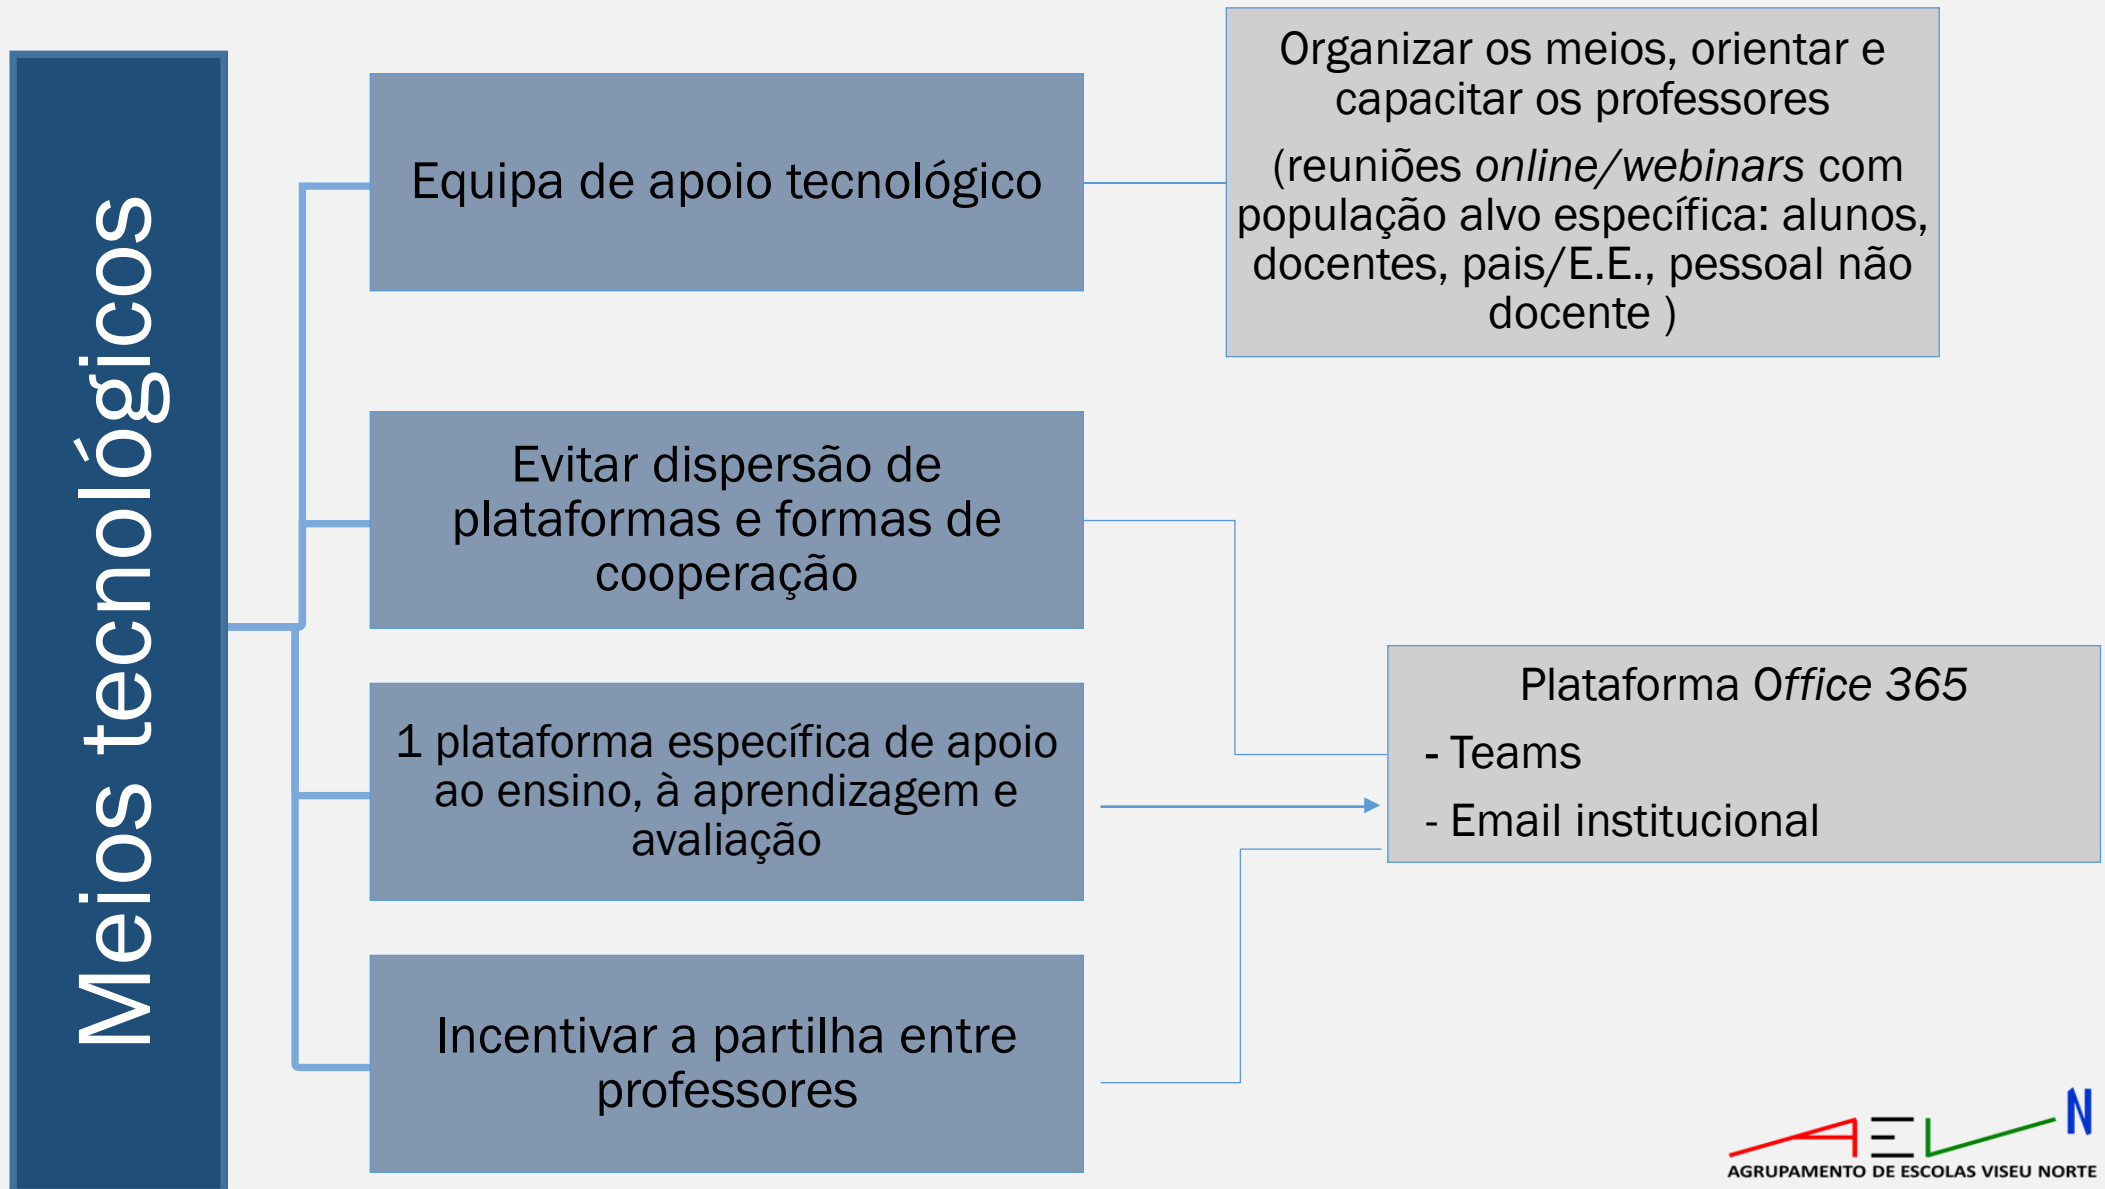 Meios tecnológicos
Equipa de apoio tecnológico
Organizar os meios, orientar e
capacitar os professores
(reuniões online/webinars com
população alvo específica: alunos,
docentes, pais/E.E., pessoal não
docente )
Evitar dispersão de
plataformas e formas de
cooperação
1 plataforma específica de apoio
ao ensino, à aprendizagem e
avaliação
Incentivar a partilha entre
professores
Plataforma Office 365
- Teams
- Email institucional
AEV N
AGRUPAMENTO DE ESCOLAS VISEU NORTE